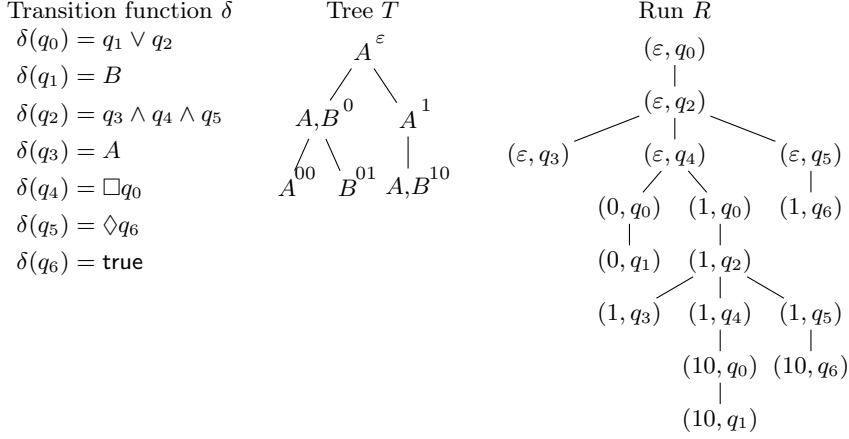 Transition function δ
δ(q₀) = q₁ ∨ q₂
δ(q₁) = B
δ(q₂) = q₃ ∧ q₄ ∧ q₅
δ(q₃) = A
δ(q₄) = □q₀
δ(q₅) = ◊q₆
δ(q₆) = true
Tree T
A ε
A,B 0 A 1
A 00 B 01 A,B 10
Run R
(ε, q₀)
(ε, q₂)
(ε, q₃) (ε, q₄) (ε, q₅)
(0, q₀) (1, q₀) (1, q₆)
(0, q₁) (1, q₂)
(1, q₃) (1, q₄) (1, q₅)
(10, q₀) (10, q₆)
(10, q₁)